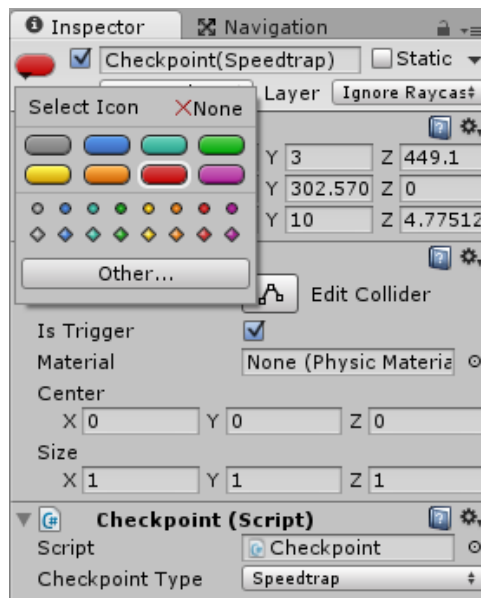 Inspector Navigation
Checkpoint(Speedtrap) Static
Layer Ignore Raycas
Select Icon None
Y 3 Z 449.1
Y 302.570 Z 0
Y 10 Z 4.77512
Other...
Edit Collider
Is Trigger
Material None (Physic Materia
Center
X 0 Y 0 Z 0
Size
X 1 Y 1 Z 1
Checkpoint (Script)
Script Checkpoint
Checkpoint Type Speedtrap